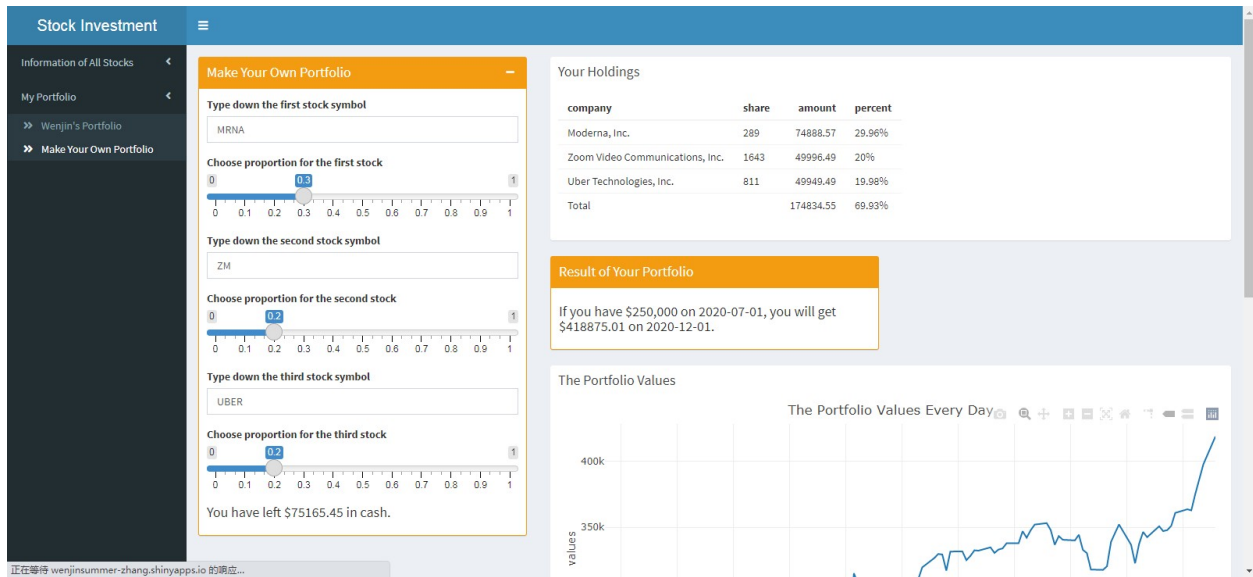 Stock Investment
Information of All Stocks
My Portfolio
Wenjin's Portfolio
Make Your Own Portfolio
Make Your Own Portfolio
Type down the first stock symbol
MRNA
Choose proportion for the first stock
0 0.3 1
0 0.1 0.2 0.3 0.4 0.5 0.6 0.7 0.8 0.9 1
Type down the second stock symbol
ZM
Choose proportion for the second stock
0 0.2 1
0 0.1 0.2 0.3 0.4 0.5 0.6 0.7 0.8 0.9 1
Type down the third stock symbol
UBER
Choose proportion for the third stock
0 0.2 1
0 0.1 0.2 0.3 0.4 0.5 0.6 0.7 0.8 0.9 1
You have left $75165.45 in cash.
Your Holdings
company share amount percent
Moderna, Inc. 289 74888.57 29.96%
Zoom Video Communications, Inc. 1643 49996.49 20%
Uber Technologies, Inc. 811 49949.49 19.98%
Total 174834.55 69.93%
Result of Your Portfolio
If you have $250,000 on 2020-07-01, you will get
$418875.01 on 2020-12-01.
The Portfolio Values
The Portfolio Values Every Day
400k
350k
values
正在等待 wenjinsummer-zhang.shinyapps.io 的响应...